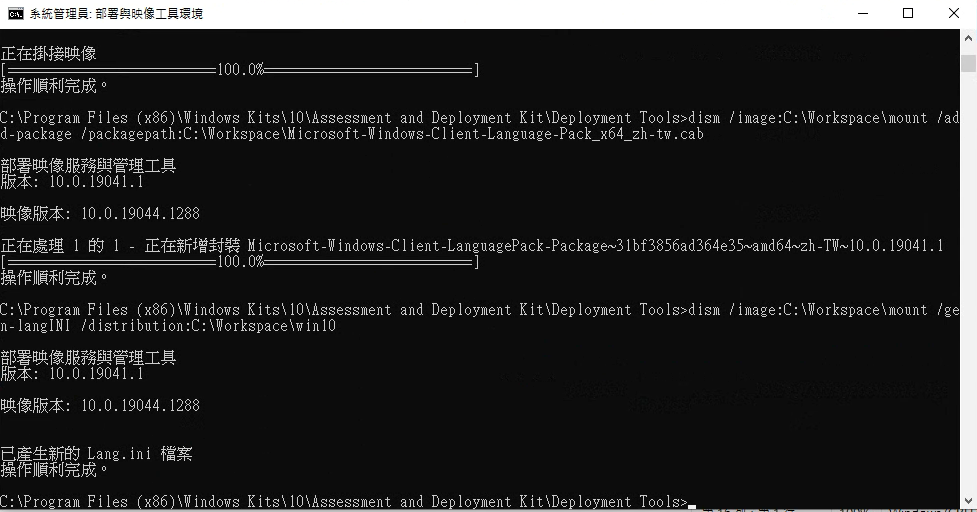 系統管理員: 部署與映像工具環境
正在掛接映像
[==========================100.0%==========================]
操作順利完成。
C:\Program Files (x86)\Windows Kits\10\Assessment and Deployment Kit\Deployment Tools>dism /image:C:\Workspace\mount /ad
d-package /packagepath:C:\Workspace\Microsoft-Windows-Client-Language-Pack_x64_zh-tw.cab
部署映像服務與管理工具
版本: 10.0.19041.1
映像版本: 10.0.19044.1288
正在處理 1 的 1 - 正在新增封裝 Microsoft-Windows-Client-LanguagePack-Package~31bf3856ad364e35~amd64~zh-TW~10.0.19041.1
[==========================100.0%==========================]
操作順利完成。
C:\Program Files (x86)\Windows Kits\10\Assessment and Deployment Kit\Deployment Tools>dism /image:C:\Workspace\mount /ge
n-langINI /distribution:C:\Workspace\win10
部署映像服務與管理工具
版本: 10.0.19041.1
映像版本: 10.0.19044.1288
已產生新的 Lang.ini 檔案
操作順利完成。
C:\Program Files (x86)\Windows Kits\10\Assessment and Deployment Kit\Deployment Tools>